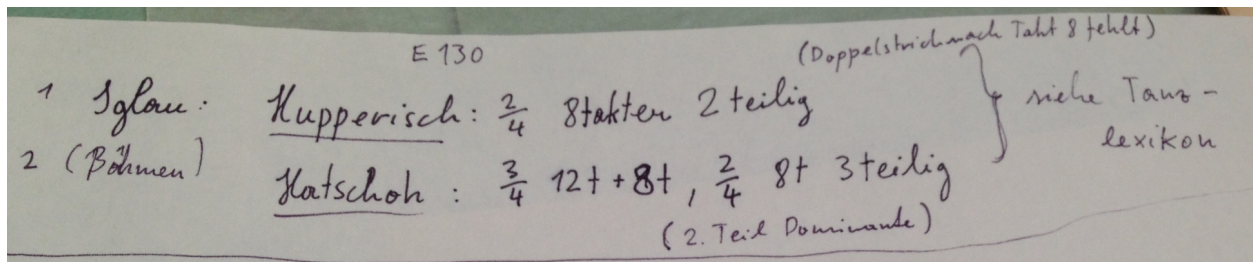 E 130
(Doppelstrich nach Takt 8 fehlt)
1 Iglau: Hupperisch: 2/4 8takter 2teilig
siehe Tanz-
lexikon
2 (Böhmen) Hatschoh: 3/4 12t + 8t, 2/4 8t 3teilig
(2. Teil Dominante)